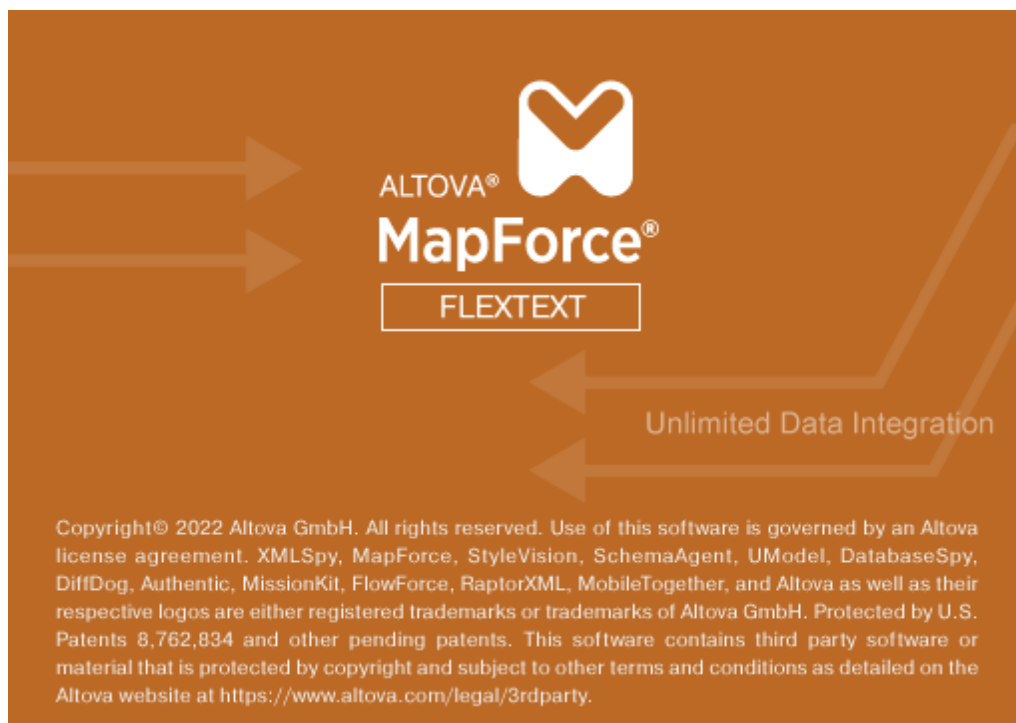 ALTOVA®
MapForce®
FLEXTEXT
Unlimited Data Integration
Copyright© 2022 Altova GmbH. All rights reserved. Use of this software is governed by an Altova
license agreement. XMLSpy, MapForce, StyleVision, SchemaAgent, UModel, DatabaseSpy,
DiffDog, Authentic, MissionKit, FlowForce, RaptorXML, MobileTogether, and Altova as well as their
respective logos are either registered trademarks or trademarks of Altova GmbH. Protected by U.S.
Patents 8,762,834 and other pending patents. This software contains third party software or
material that is protected by copyright and subject to other terms and conditions as detailed on the
Altova website at https://www.altova.com/legal/3rdparty.